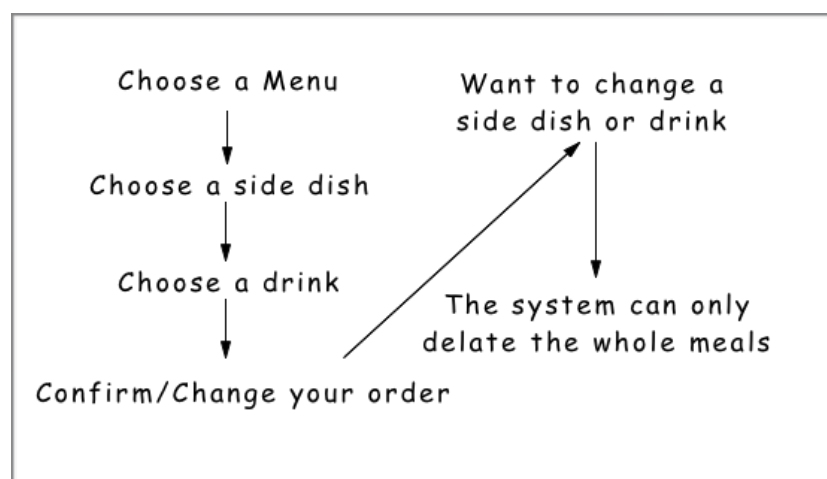 Choose a Menu
Choose a side dish
Choose a drink
Confirm/Change your order
Want to change a
side dish or drink
The system can only
delate the whole meals